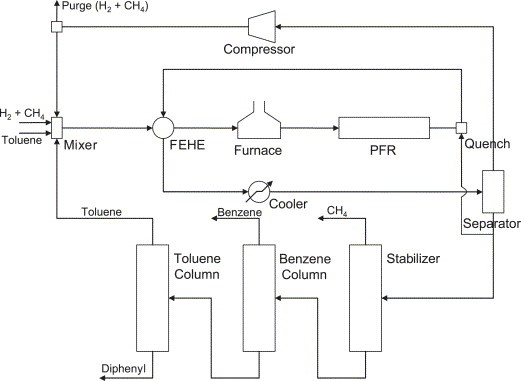 Purge (H₂ + CH₄)
Compressor
H₂ + CH₄
Toluene
Mixer
FEHE
Furnace
PFR
Quench
Cooler
Separator
Toluene
Benzene
CH₄
Toluene
Column
Benzene
Column
Stabilizer
Diphenyl